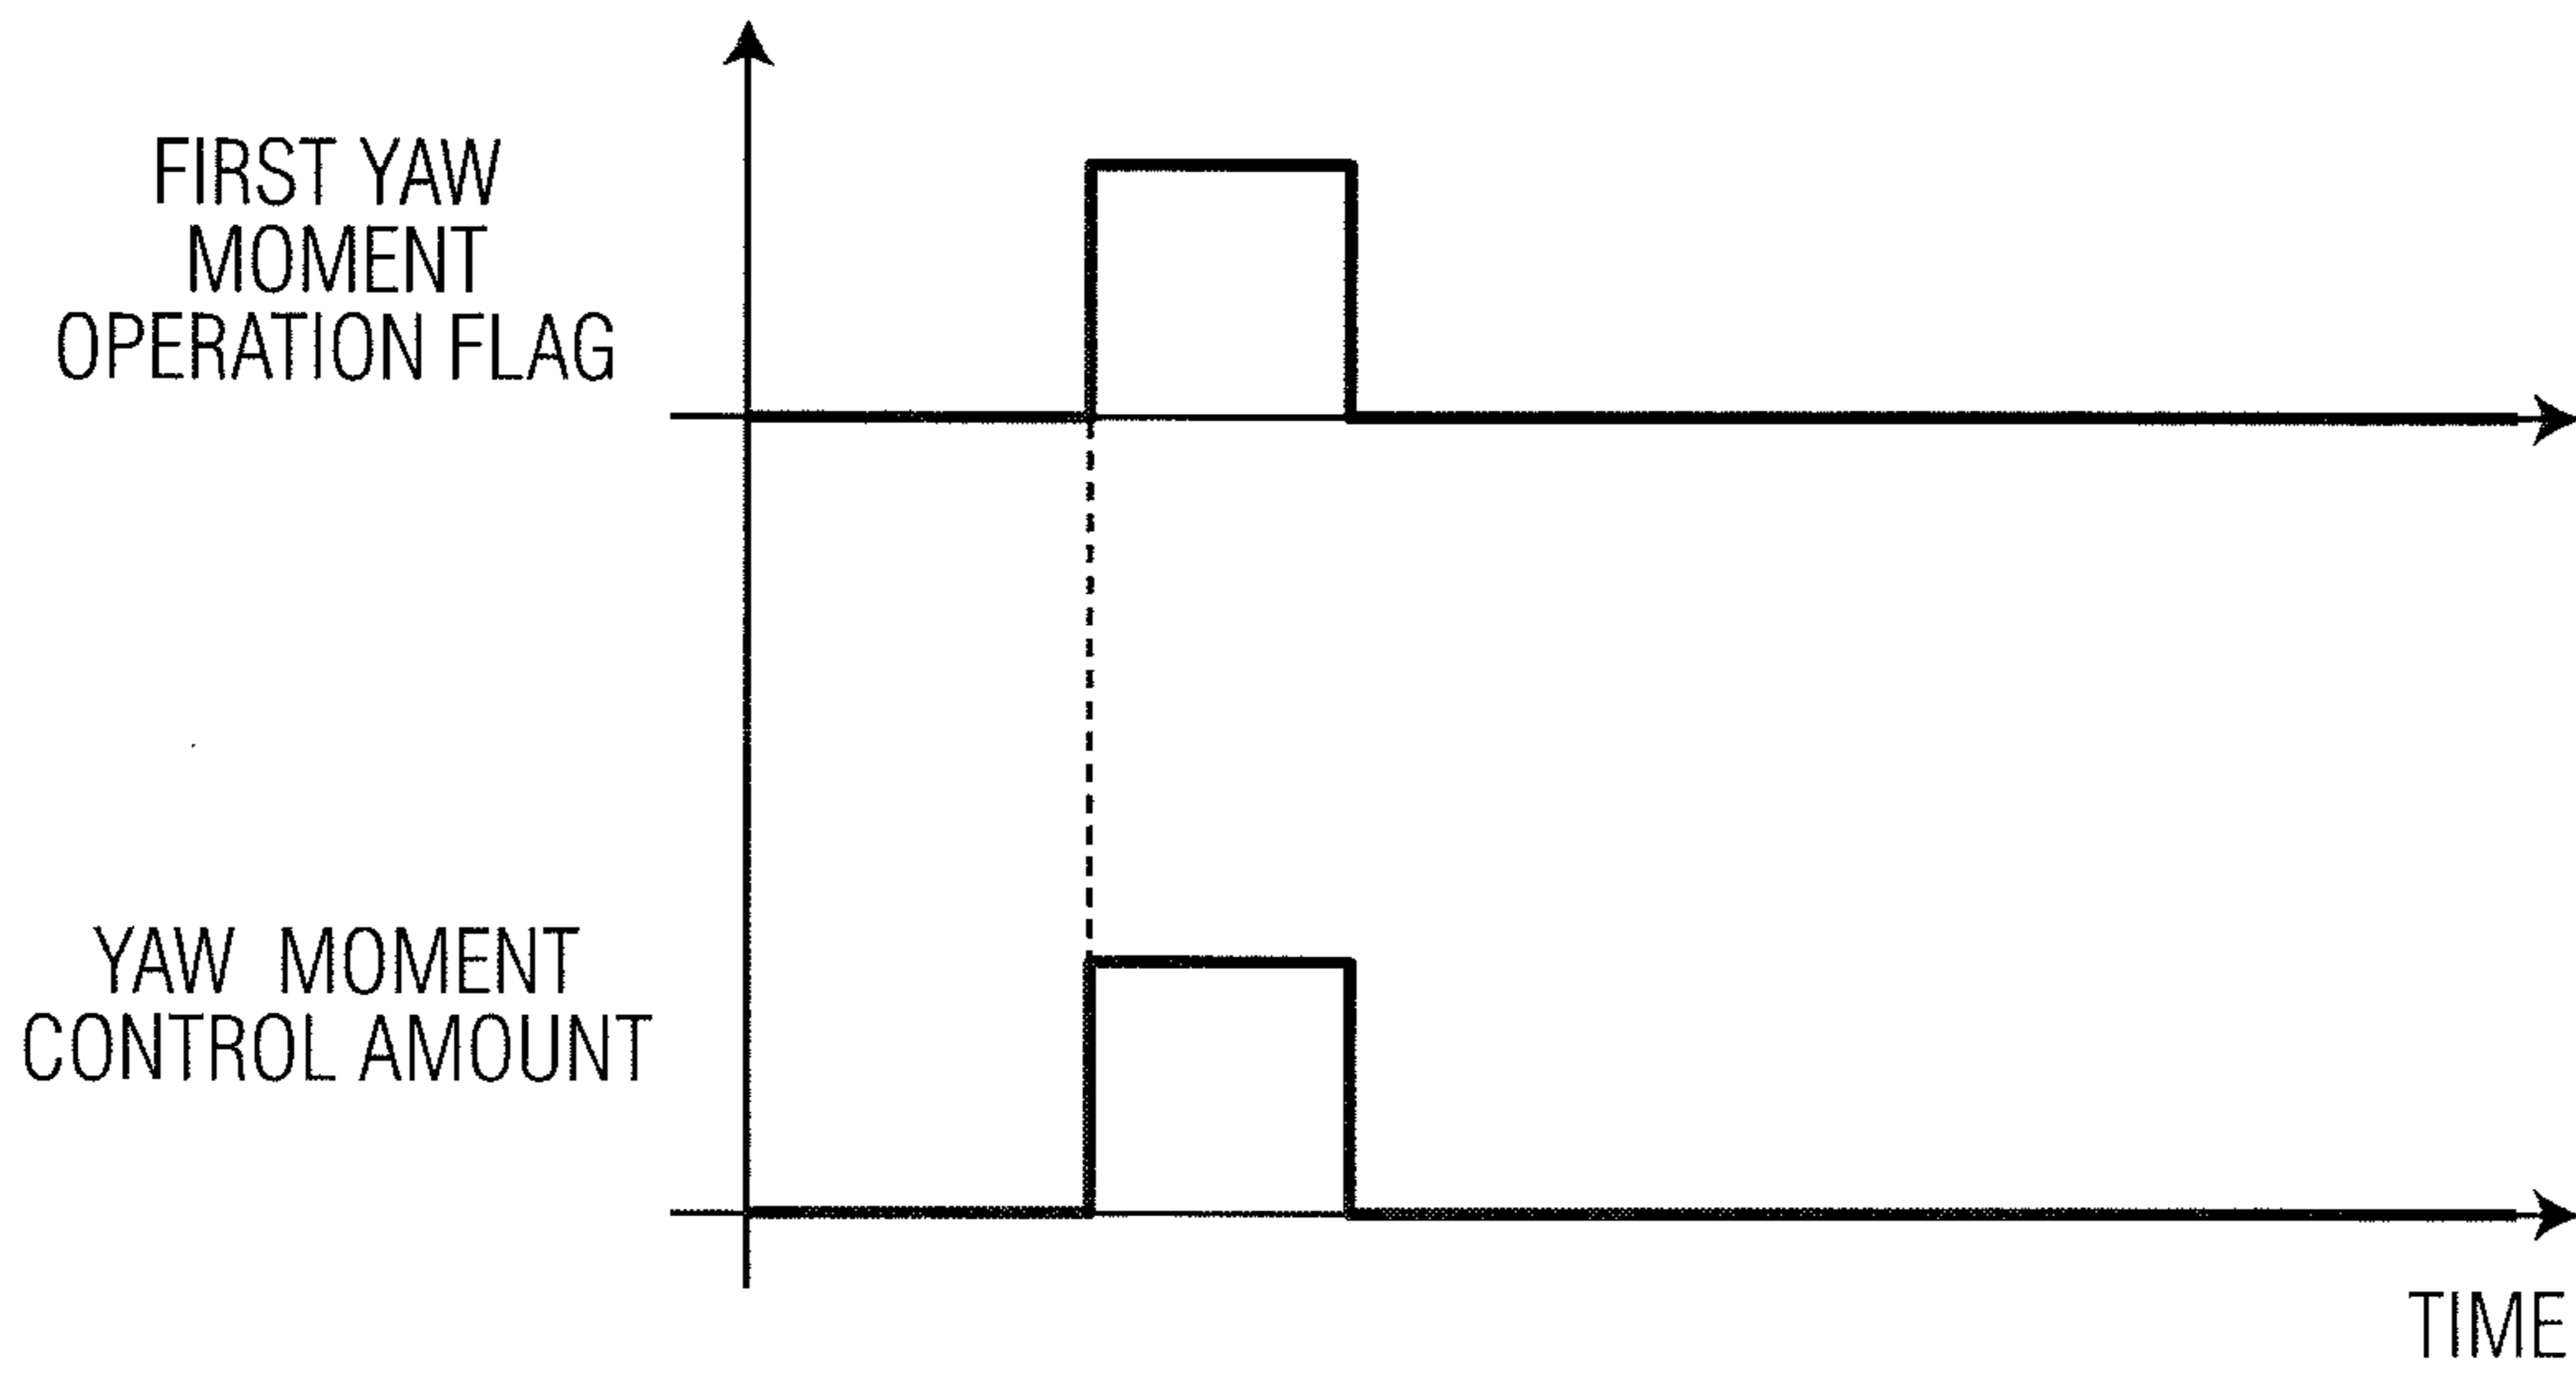 FIRST YAW
MOMENT
OPERATION FLAG
YAW MOMENT
CONTROL AMOUNT
TIME